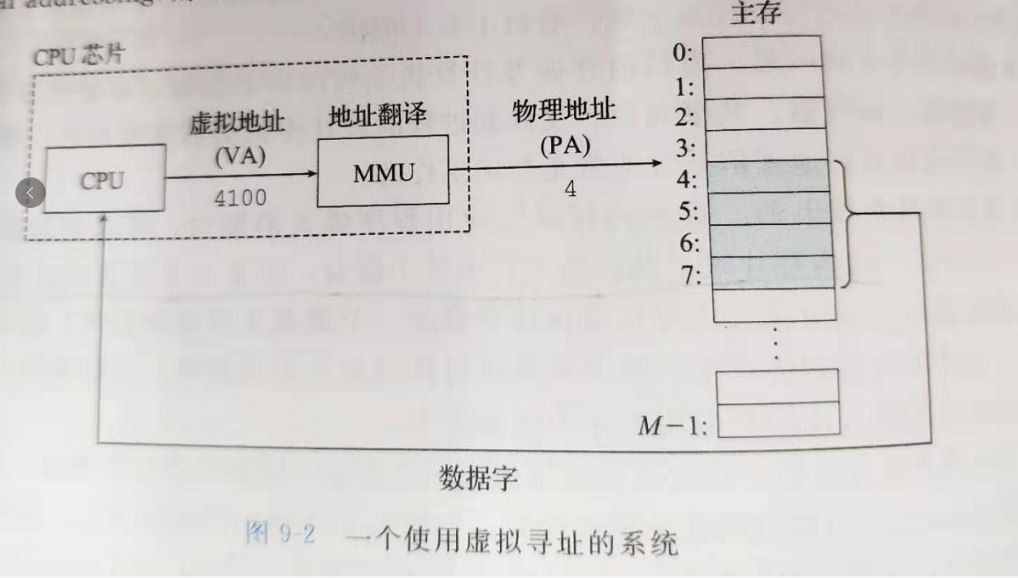 al addressing.
主存
CPU 芯片
0:
1:
2:
3:
4:
5:
6:
7:
虚拟地址
(VA)
4100
地址翻译
物理地址
(PA)
4
CPU
MMU
⋮
M−1:
数据字
图 9-2 一个使用虚拟寻址的系统